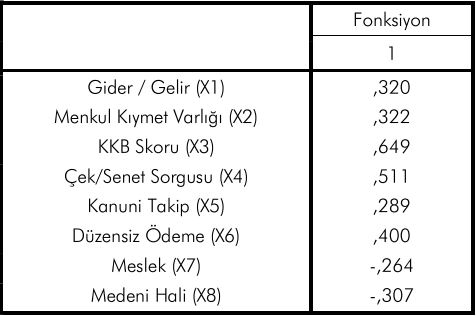 Fonksiyon
1
Gider / Gelir (X1) ,320
Menkul Kıymet Varlığı (X2) ,322
KKB Skoru (X3) ,649
Çek/Senet Sorgusu (X4) ,511
Kanuni Takip (X5) ,289
Düzensiz Ödeme (X6) ,400
Meslek (X7) -,264
Medeni Hali (X8) -,307